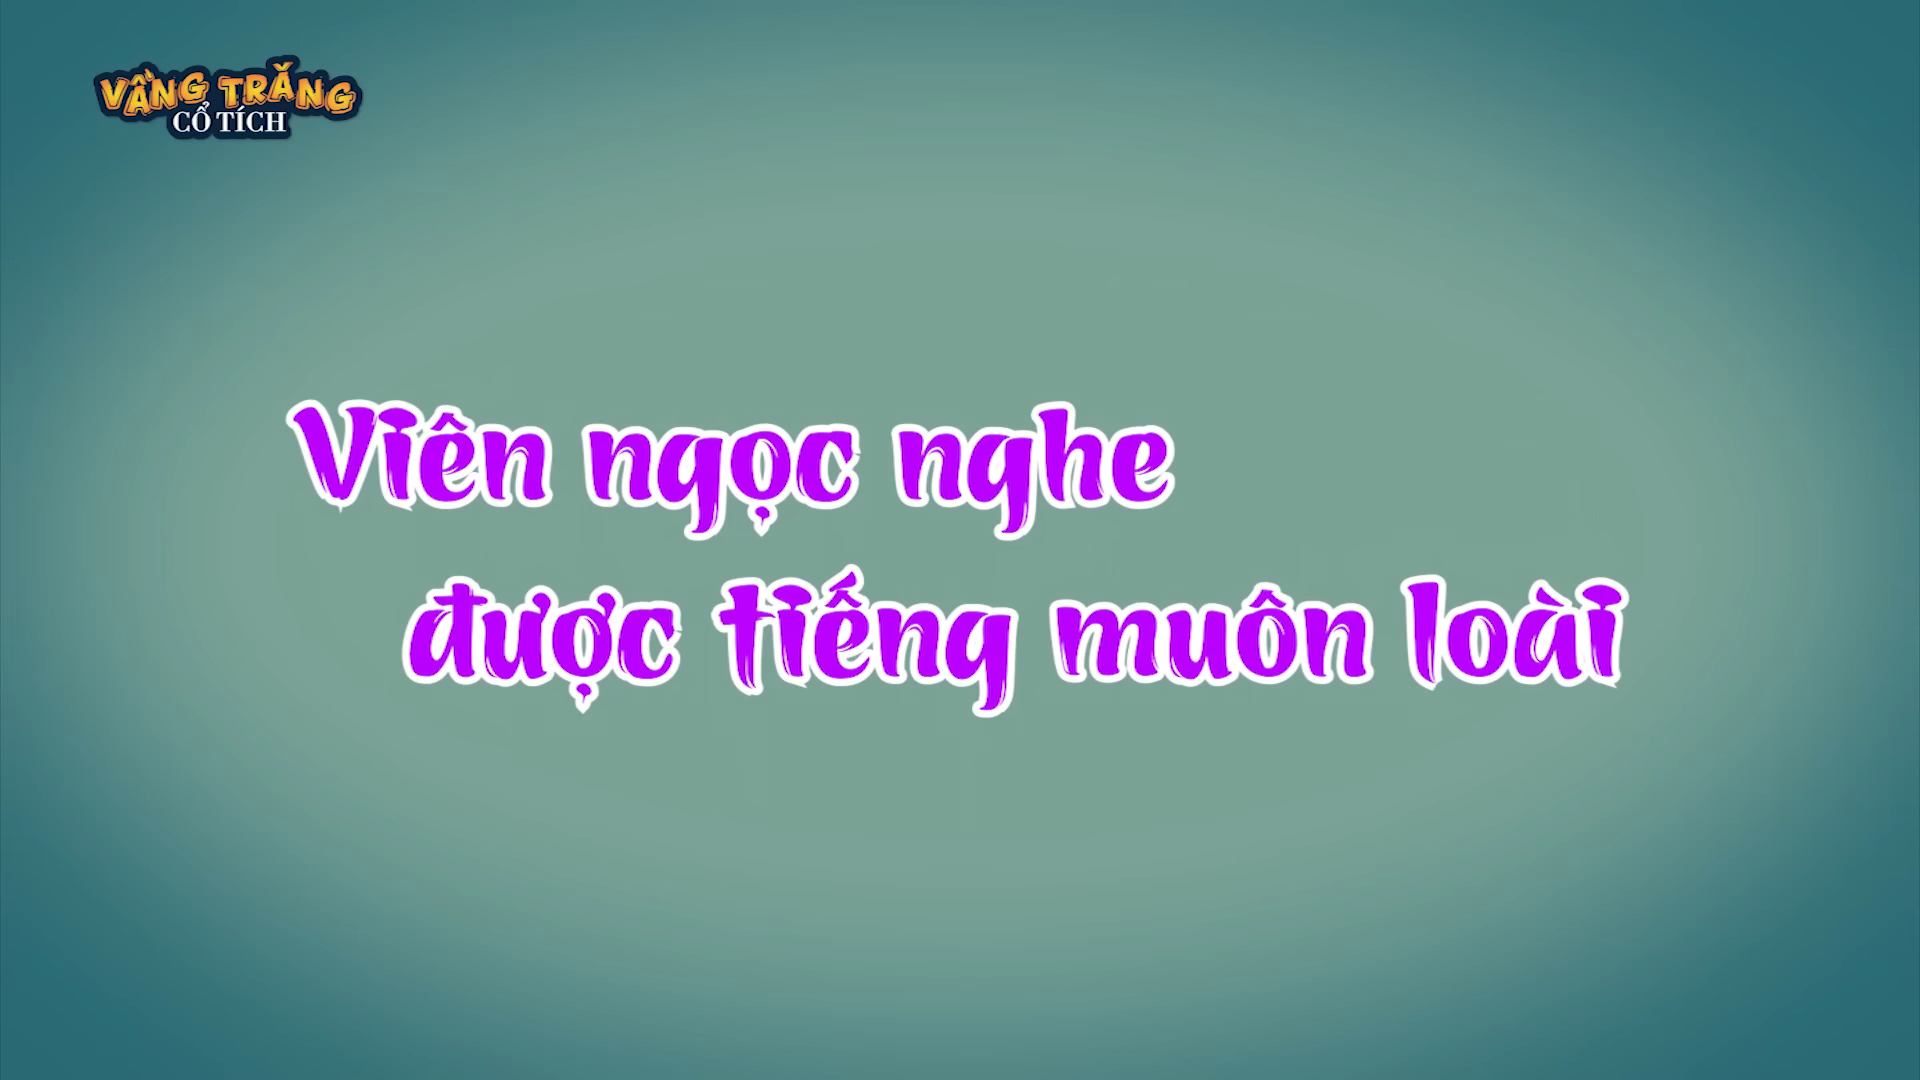 VẦNG TRĂNG
CỔ TÍCH
Viên ngọc nghe
được tiếng muôn loài